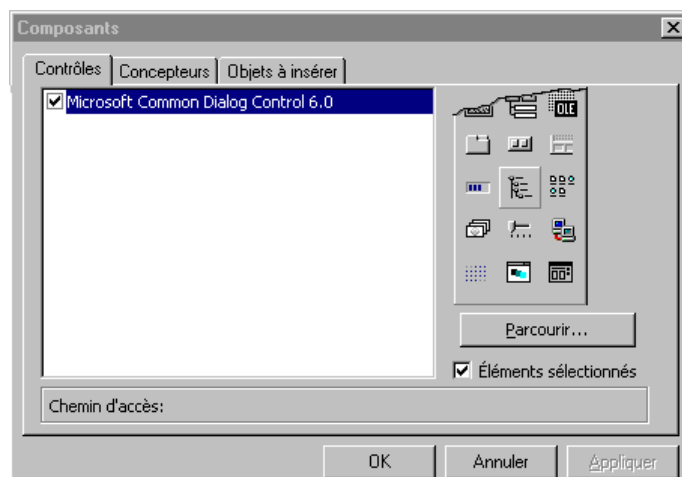 Composants
Contrôles
Concepteurs
Objets à insérer
Microsoft Common Dialog Control 6.0
OLE
Parcourir...
Éléments sélectionnés
Chemin d'accès:
OK
Annuler
Appliquer